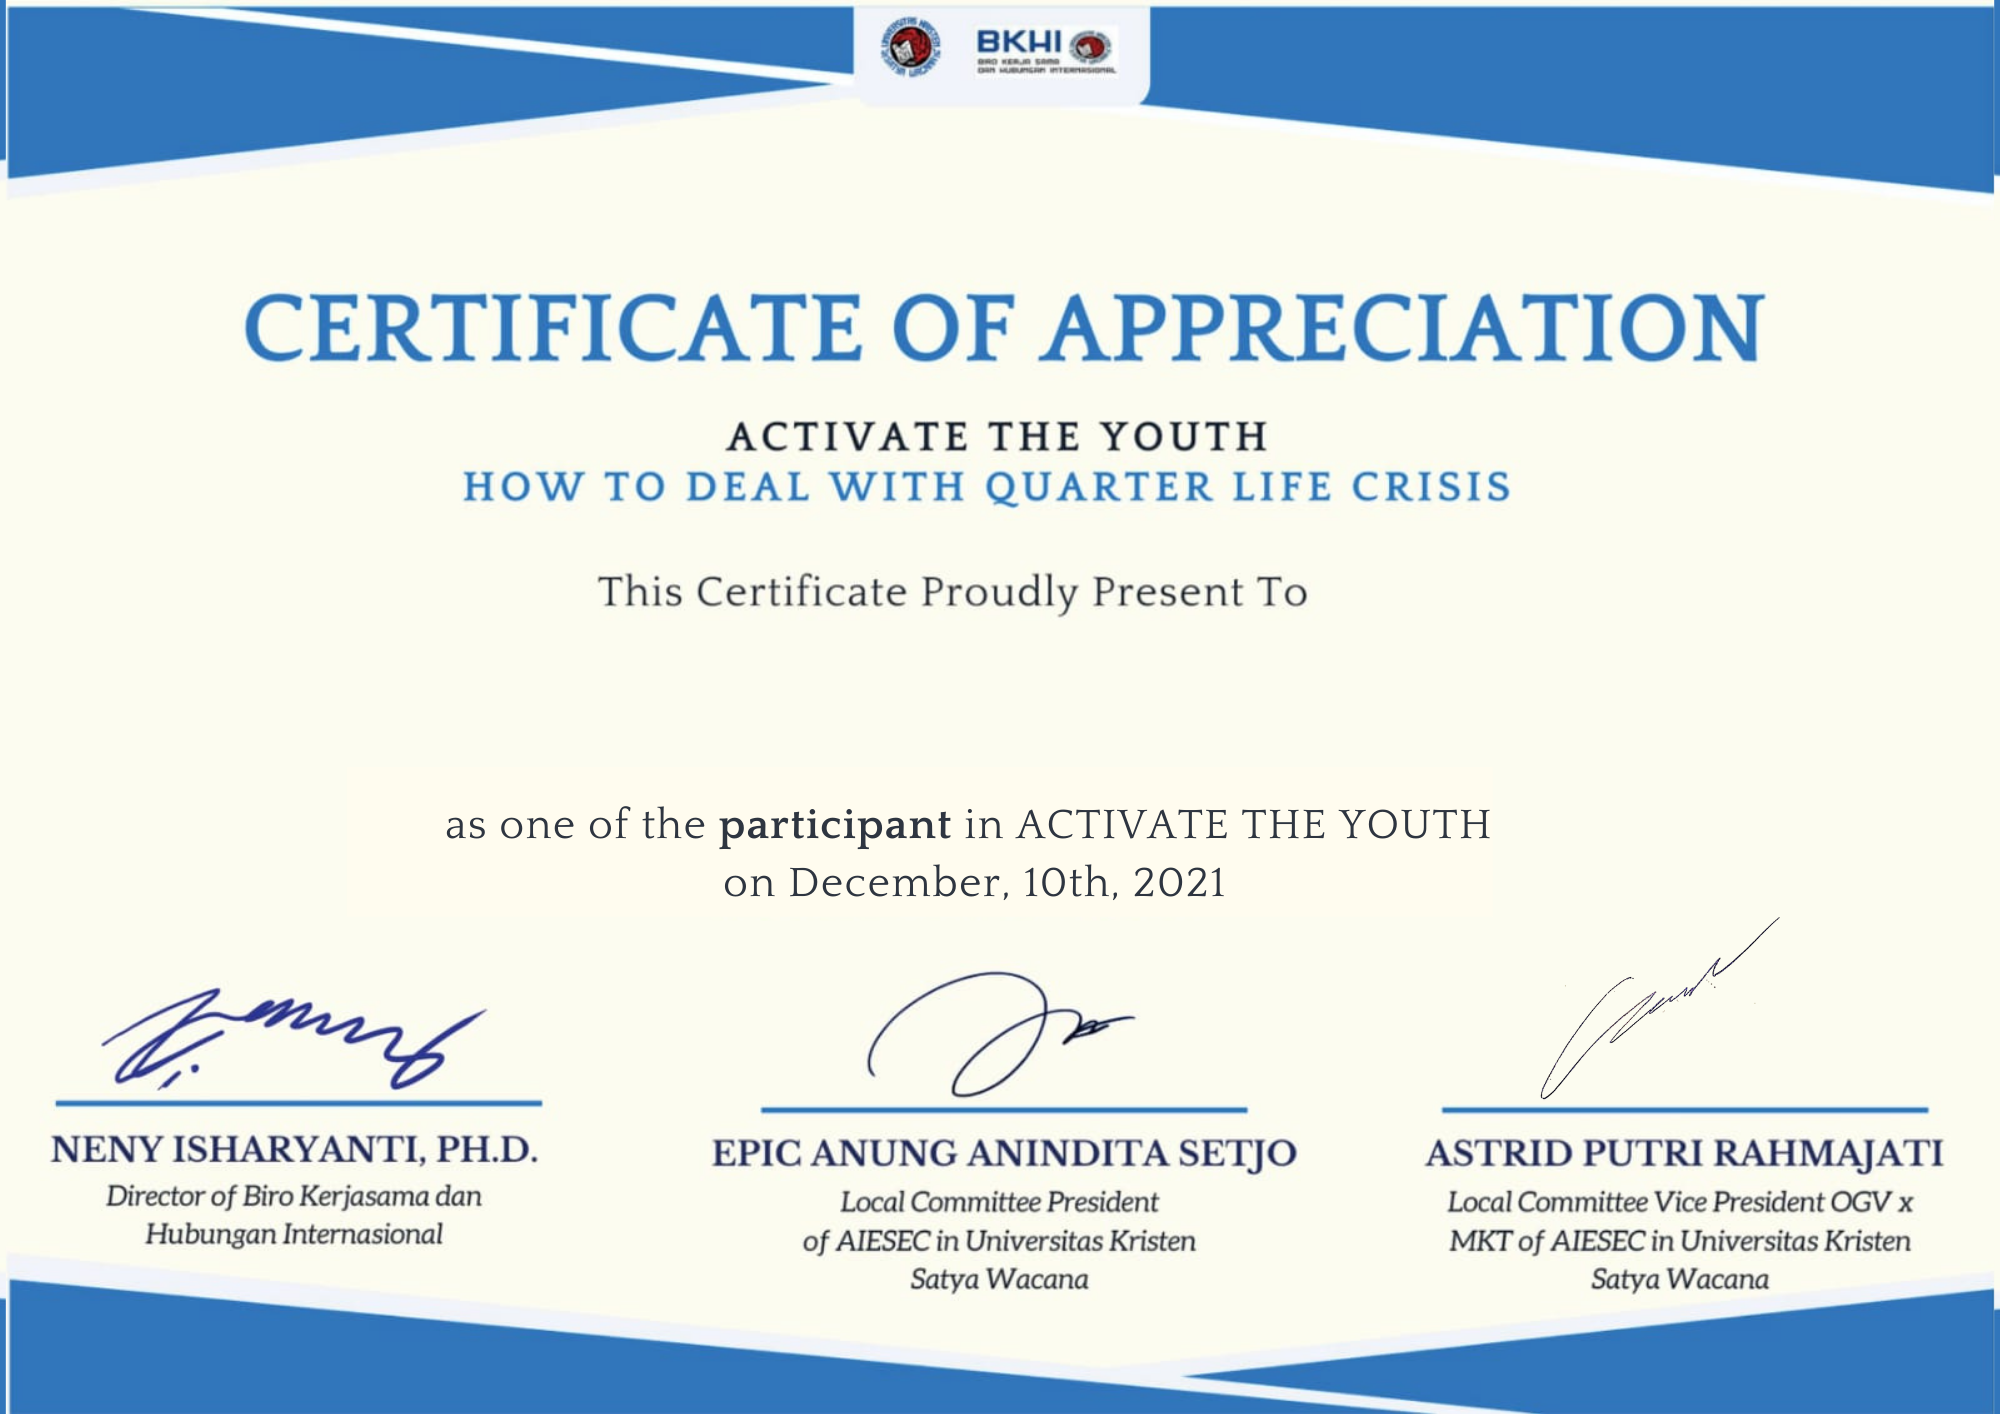 UNIVERSITAS KRISTEN SATYA WACANA
BKHI
BIRO KERJA SAMA
DAN HUBUNGAN INTERNASIONAL
CERTIFICATE OF APPRECIATION
ACTIVATE THE YOUTH
HOW TO DEAL WITH QUARTER LIFE CRISIS
This Certificate Proudly Present To
as one of the participant in ACTIVATE THE YOUTH
on December, 10th, 2021
NENY ISHARYANTI, PH.D.
Director of Biro Kerjasama dan
Hubungan Internasional
EPIC ANUNG ANINDITA SETJO
Local Committee President
of AIESEC in Universitas Kristen
Satya Wacana
ASTRID PUTRI RAHMAJATI
Local Committee Vice President OGV x
MKT of AIESEC in Universitas Kristen
Satya Wacana